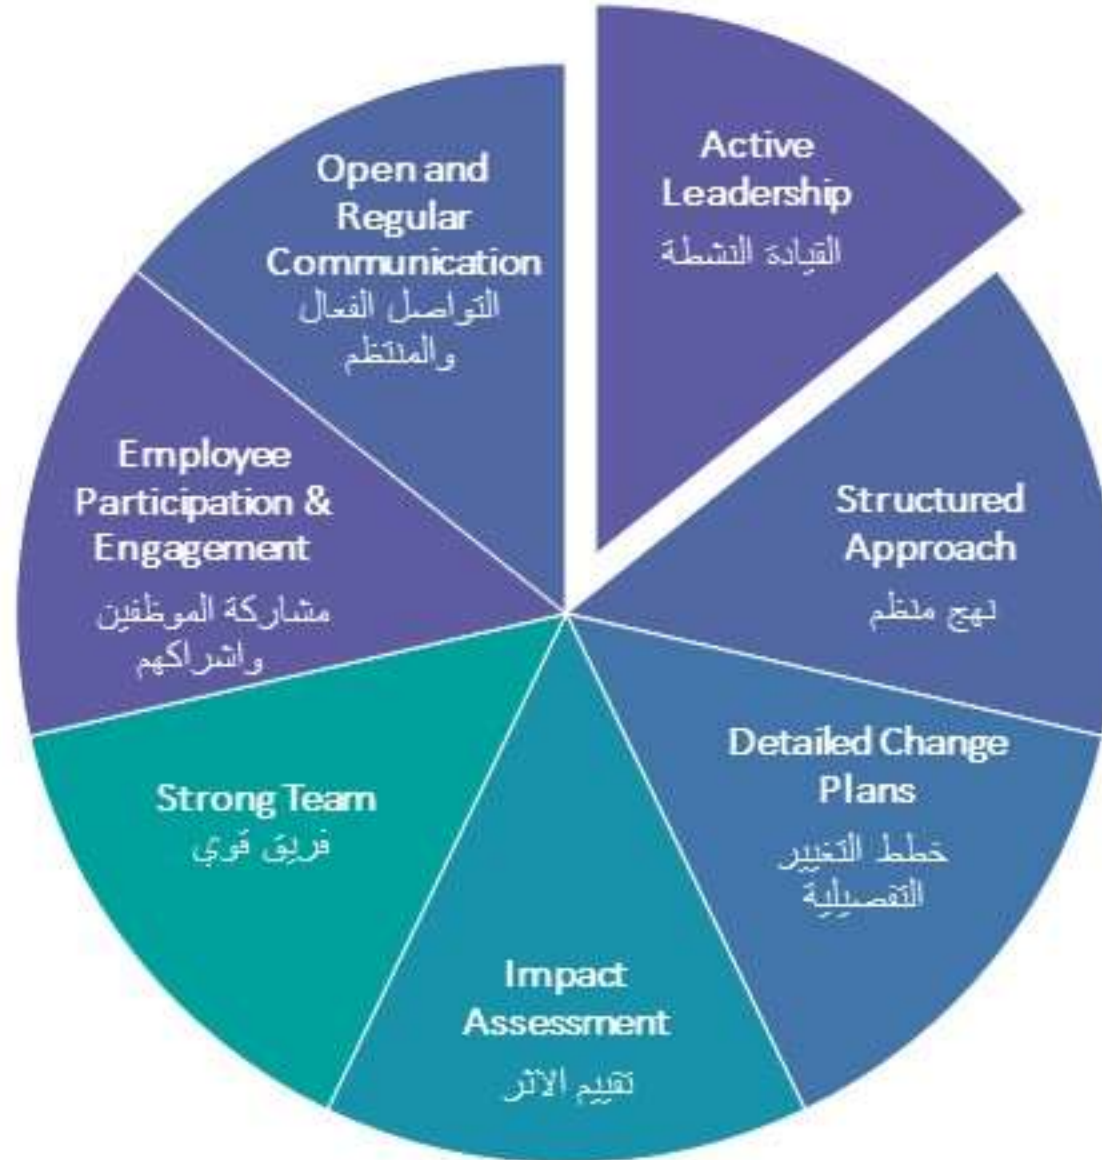 Active
Leadership
القيادة النشطة
Structured
Approach
نهج منظم
Detailed Change
Plans
خطط التغيير
التفصيلية
Impact
Assessment
تقييم الاثر
Strong Team
فريق قوي
Employee
Participation &
Engagement
مشاركة الموظفين
واشراكهم
Open and
Regular
Communication
التواصل الفعال
والمنتظم